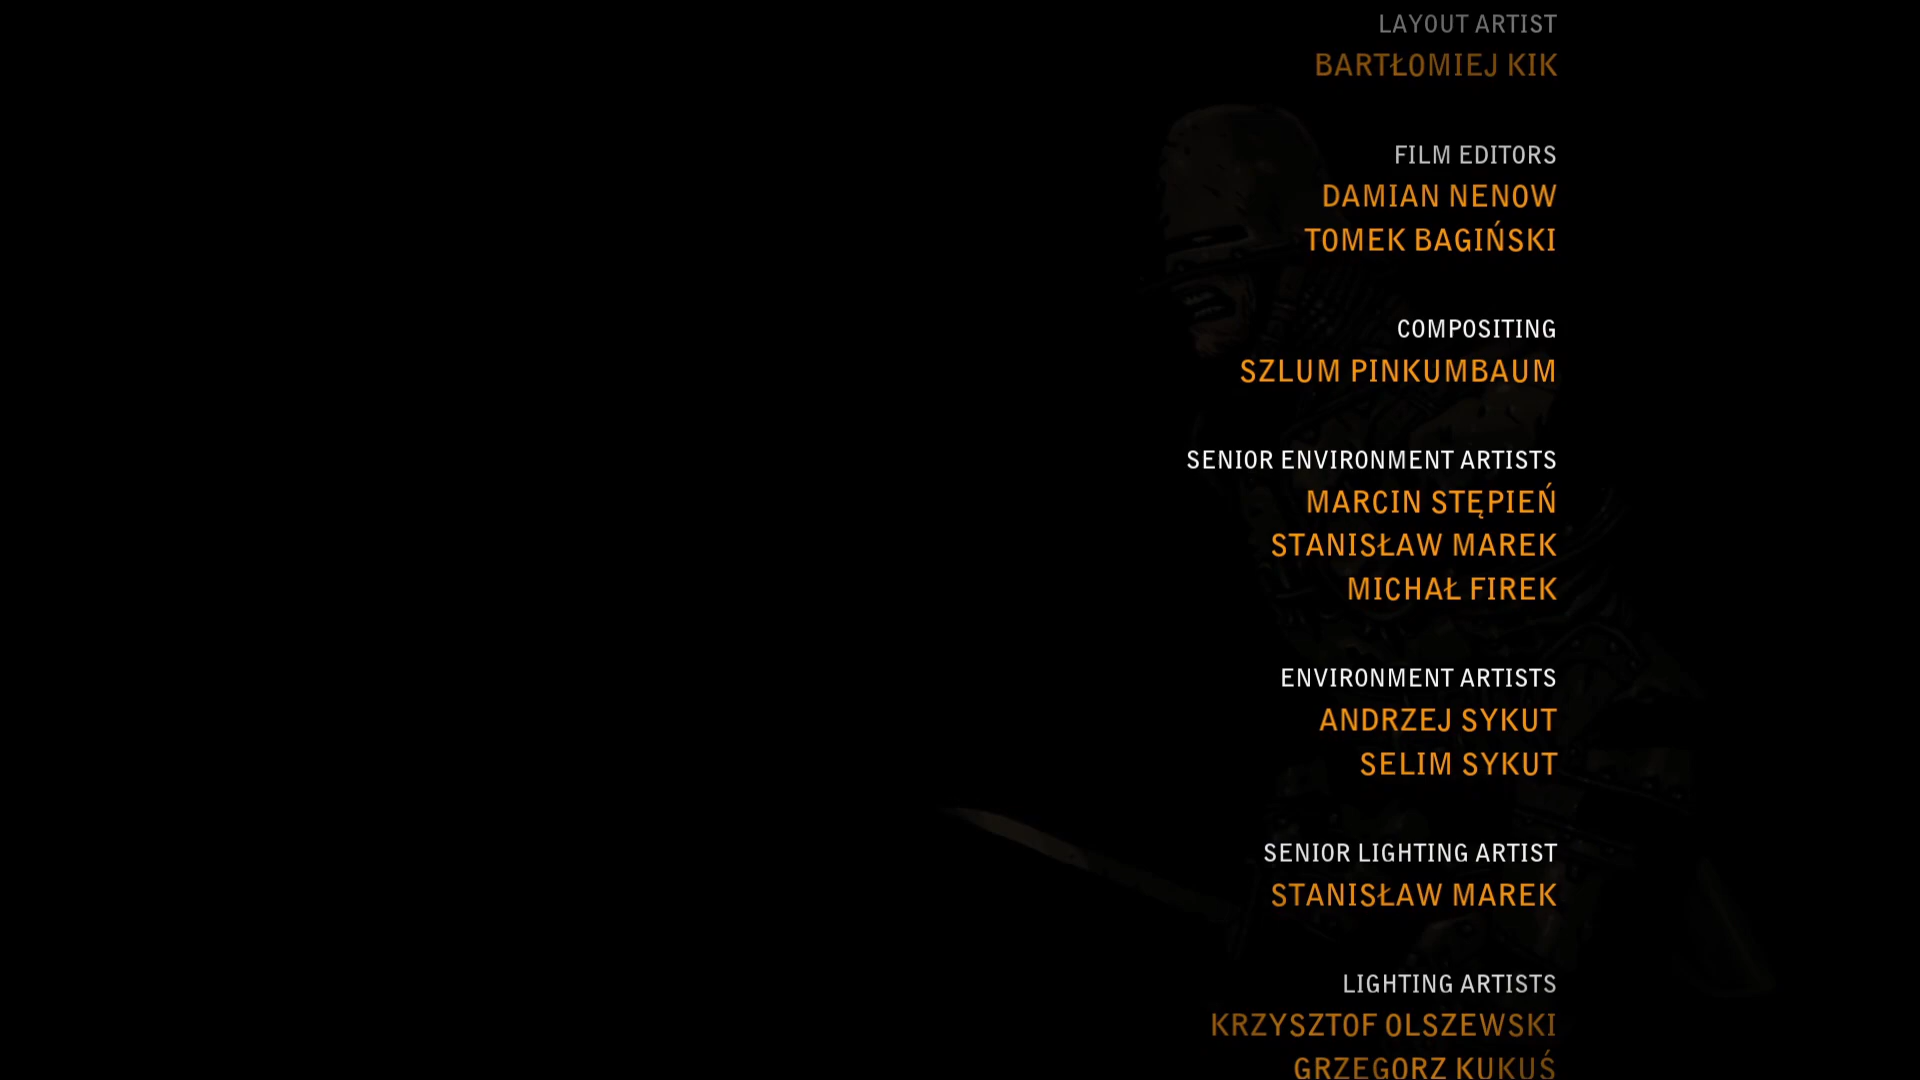 LAYOUT ARTIST
BARTŁOMIEJ KIK
FILM EDITORS
DAMIAN NENOW
TOMEK BAGIŃSKI
COMPOSITING
SZLUM PINKUMBAUM
SENIOR ENVIRONMENT ARTISTS
MARCIN STĘPIEŃ
STANISŁAW MAREK
MICHAŁ FIREK
ENVIRONMENT ARTISTS
ANDRZEJ SYKUT
SELIM SYKUT
SENIOR LIGHTING ARTIST
STANISŁAW MAREK
LIGHTING ARTISTS
KRZYSZTOF OLSZEWSKI
GRZEGORZ KUKUŚ